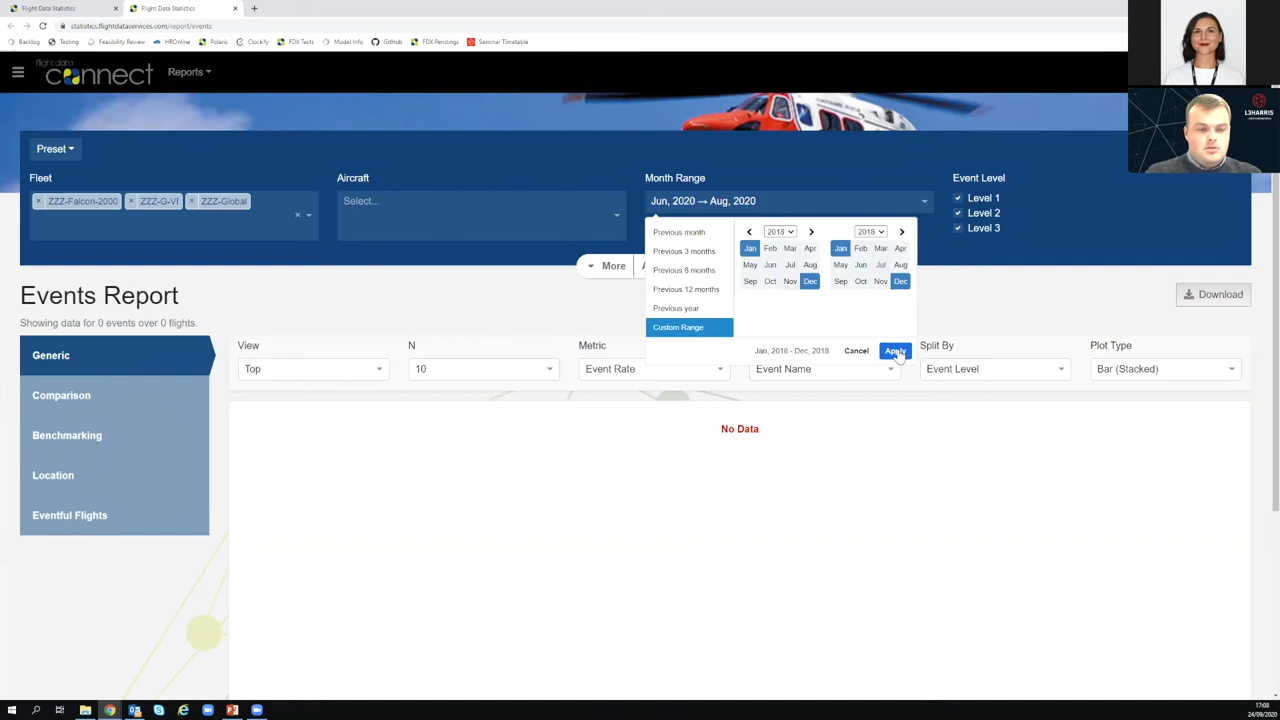 Flight Data Statistics × Flight Data Statistics × +
statistics.flightdataservices.com/report/events
Backlog Testing Feasibility Review HROnline Polaris Clockify FDX Tests Model Info GitHub FDX Pendings Seminar Timetable
flight data
connect
Reports
L3HARRIS
Preset
Fleet Aircraft Month Range Event Level
× ZZZ-Falcon-2000 × ZZZ-G-VI × ZZZ-Global
×
Select...
Jun, 2020 → Aug, 2020
Level 1
Level 2
Level 3
Previous month
Previous 3 months
Previous 6 months
Previous 12 months
Previous year
Custom Range
2018 2018
Jan Feb Mar Apr Jan Feb Mar Apr
May Jun Jul Aug May Jun Jul Aug
Sep Oct Nov Dec Sep Oct Nov Dec
Jan, 2018 - Dec, 2018 Cancel Apply
More
Events Report
Showing data for 0 events over 0 flights.
Download
Generic
Comparison
Benchmarking
Location
Eventful Flights
View N Metric Split By Plot Type
Top 10 Event Rate Event Name Event Level Bar (Stacked)
No Data
17:08
24/09/2020